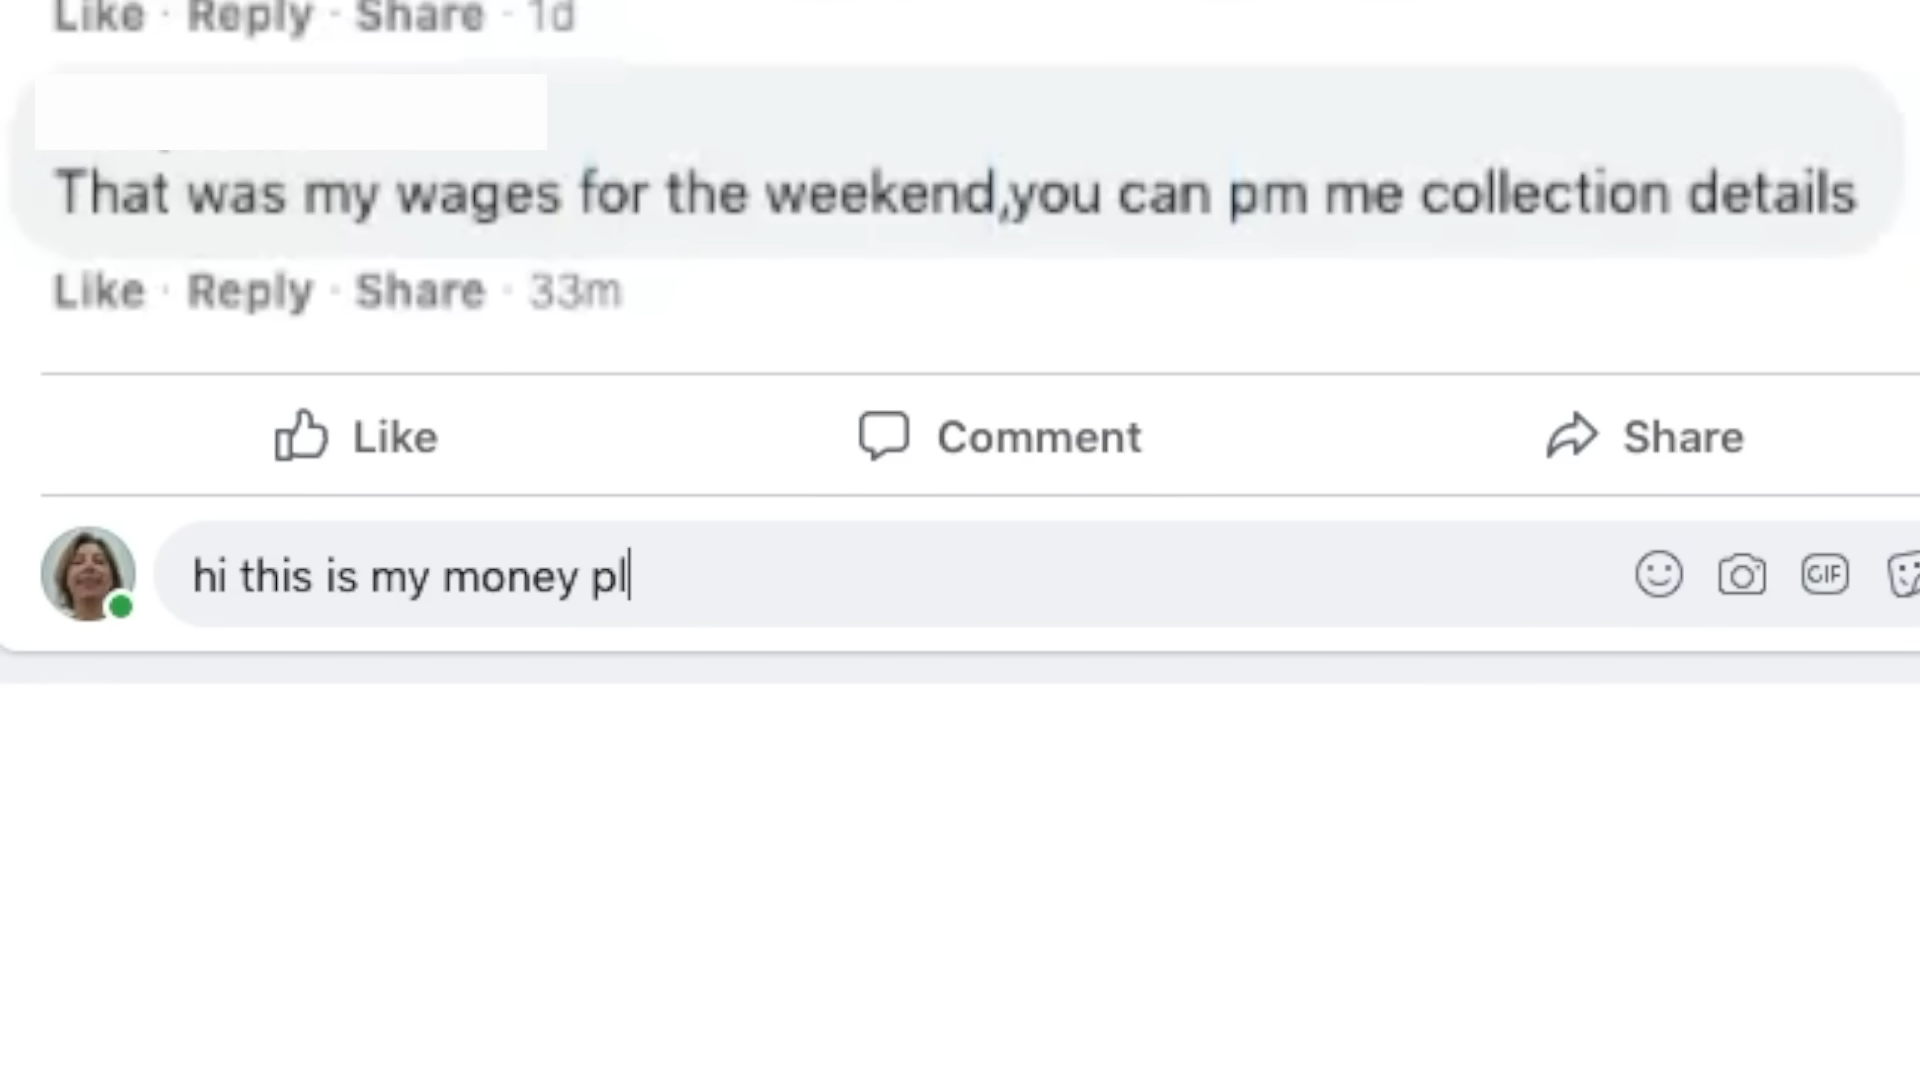 Like · Reply · Share · 1d
That was my wages for the weekend,you can pm me collection details
Like · Reply · Share · 33m
Like Comment Share
hi this is my money pl
GIF